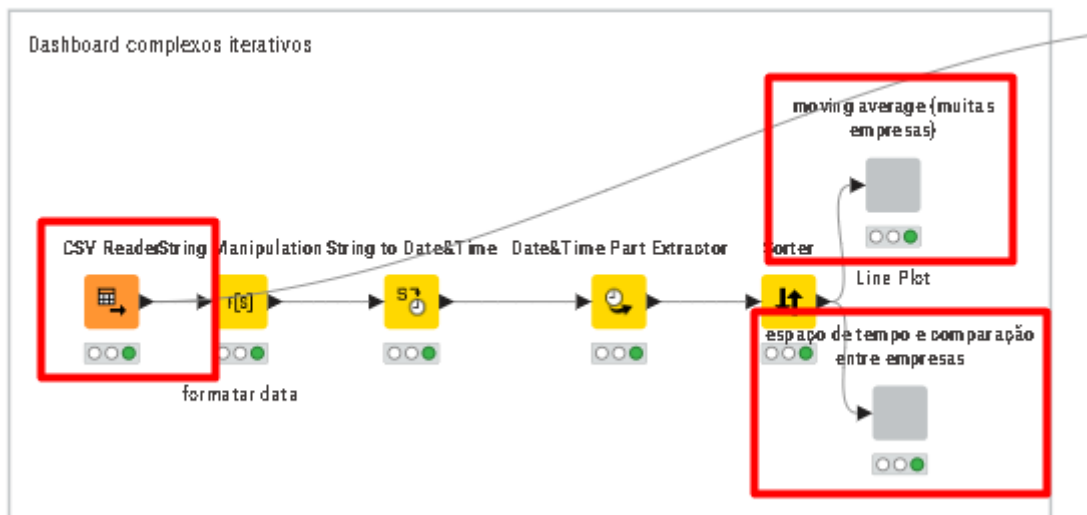 Dashboard complexos iterativos
moving average (muitas
empresas)
CSV Reader
String Manipulation
String to Date&Time
Date&Time Part Extractor
Sorter
S
r[s]
Line Plot
espaço de tempo e comparação
entre empresas
formatar data